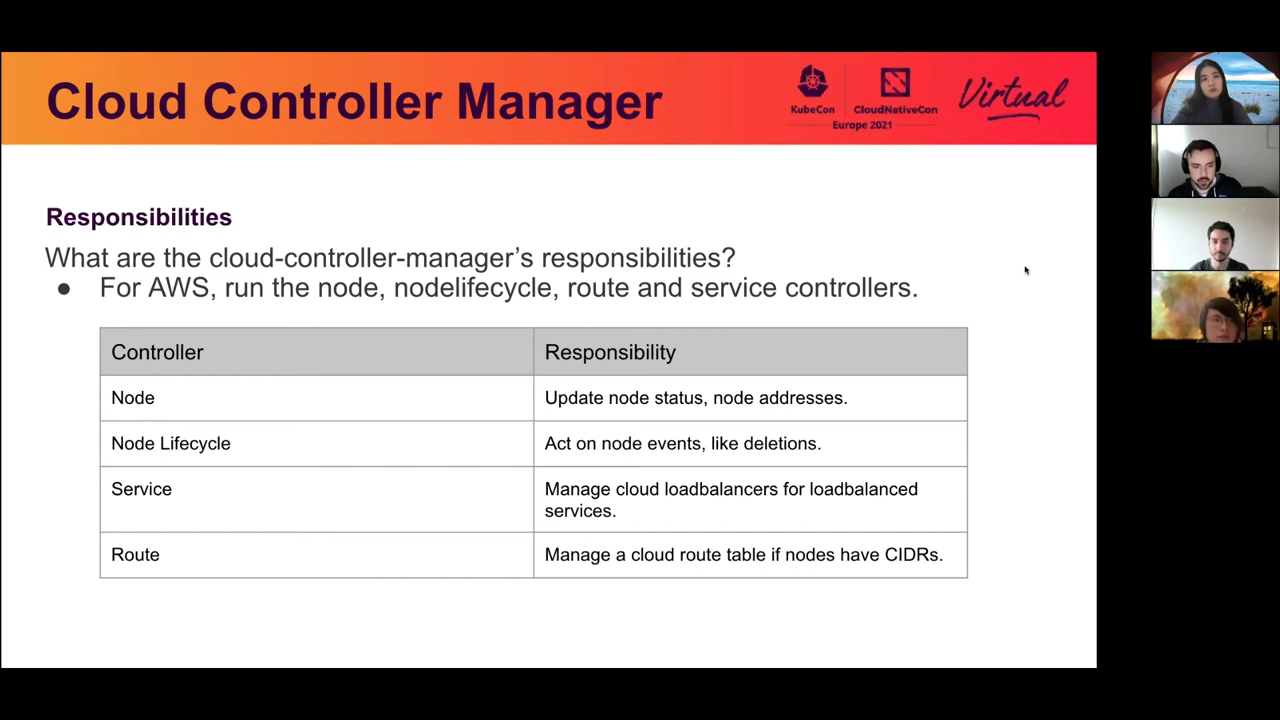 Cloud Controller Manager
KubeCon
CloudNativeCon
Europe 2021
Virtual
Responsibilities
What are the cloud-controller-manager’s responsibilities?
● For AWS, run the node, nodelifecycle, route and service controllers.
Controller
Responsibility
Node
Update node status, node addresses.
Node Lifecycle
Act on node events, like deletions.
Service
Manage cloud loadbalancers for loadbalanced
services.
Route
Manage a cloud route table if nodes have CIDRs.